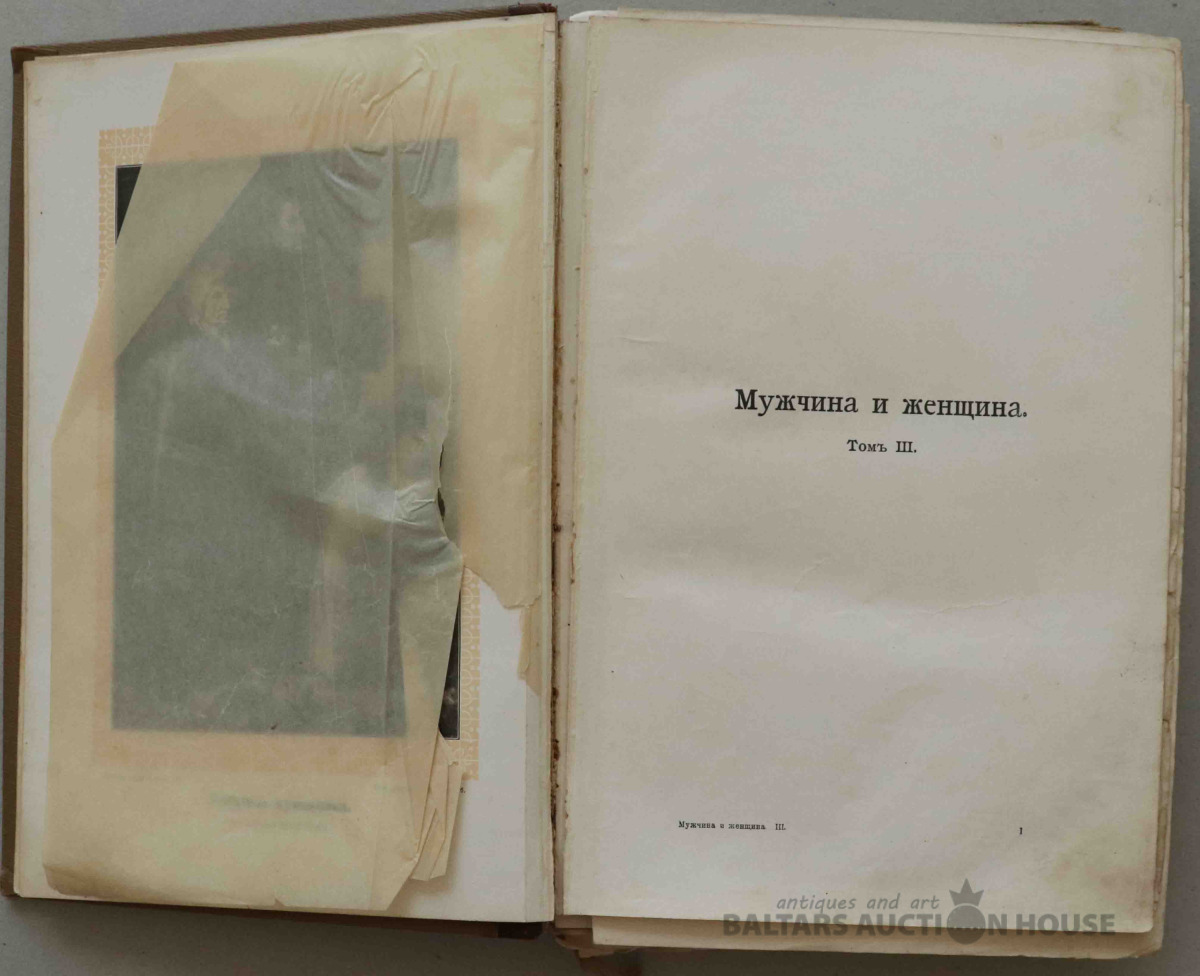 Мужчина и женщина.
Томъ III.
Мужчина и женщина III.
1
antiques and art
BALTARS AUCTION HOUSE